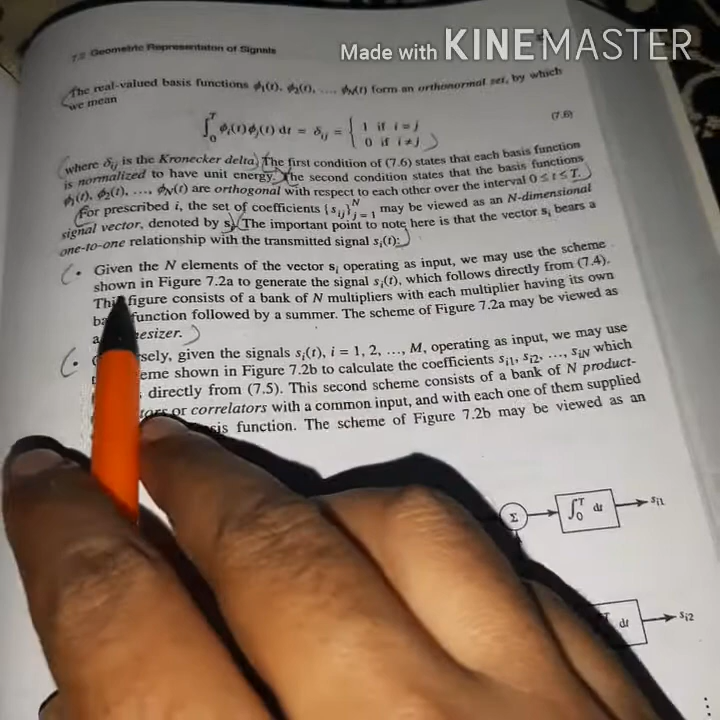 Made with KINEMASTER
7.2 Geometric Representation of Signals
The real-valued basis functions ϕ₁(t), ϕ₂(t), …, ϕ_N(t) form an orthonormal set, by which
we mean
∫₀ᵀ ϕᵢ(t)ϕⱼ(t) dt = δᵢⱼ = { 1 if i = j
0 if i ≠ j
(7.6)
where δᵢⱼ is the Kronecker delta. The first condition of (7.6) states that each basis function
is normalized to have unit energy. The second condition states that the basis functions
ϕ₁(t), ϕ₂(t), …, ϕ_N(t) are orthogonal with respect to each other over the interval 0 ≤ t ≤ T.
For prescribed i, the set of coefficients {sᵢⱼ}ᴺⱼ₌₁ may be viewed as an N-dimensional
signal vector, denoted by sᵢ. The important point to note here is that the vector sᵢ bears a
one-to-one relationship with the transmitted signal sᵢ(t):
• Given the N elements of the vector sᵢ operating as input, we may use the scheme
shown in Figure 7.2a to generate the signal sᵢ(t), which follows directly from (7.4).
This figure consists of a bank of N multipliers with each multiplier having its own
function followed by a summer. The scheme of Figure 7.2a may be viewed as
a
• given the signals sᵢ(t), i = 1, 2, …, M, operating as input, we may use
shown in Figure 7.2b to calculate the coefficients sᵢ₁, sᵢ₂, …, sᵢN which
directly from (7.5). This second scheme consists of a bank of N product-
or correlators with a common input, and with each one of them supplied
function. The scheme of Figure 7.2b may be viewed as an
Σ ∫₀ᵀ dt sᵢ₁
dt sᵢ₂